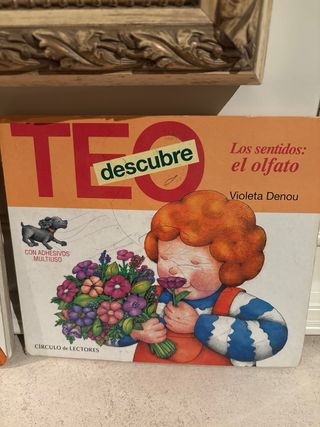 TEO
descubre
Los sentidos:
el olfato
Violeta Denou
CON ADHESIVOS
MULTIUSO
CÍRCULO de LECTORES